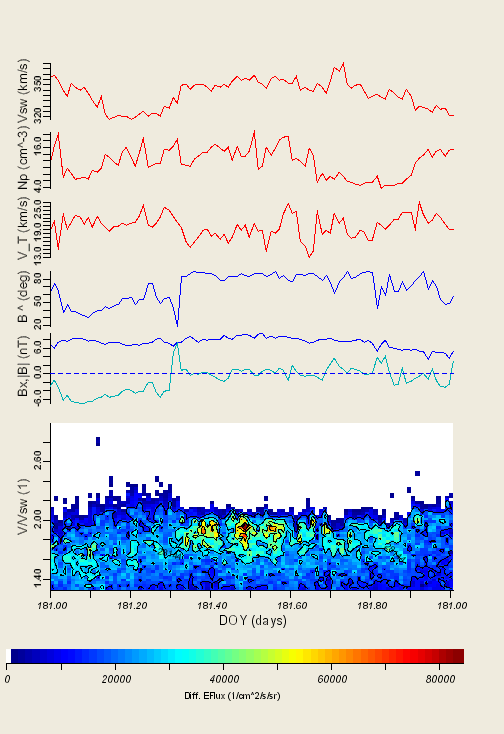 Vsw (km/s)
350
320
Np (cm^-3)
16.0
4.0
V_T (km/s)
25.0
19.0
13.0
B ^ (deg)
80
50
20
Bx,|B| (nT)
6.0
0.0
-6.0
V/Vsw (1)
2.60
2.00
1.40
181.00 181.20 181.40 181.60 181.80 181.00
DOY (days)
0 20000 40000 60000 80000
Diff. EFlux (1/cm^2/s/sr)